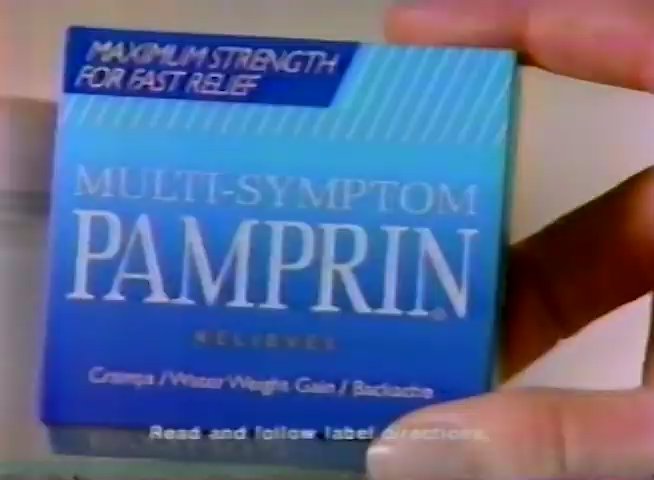 MAXIMUM STRENGTH
FOR FAST RELIEF
MULTI-SYMPTOM
PAMPRIN®
RELIEVES
Cramps / Water Weight Gain / Backache
Read and follow label directions.